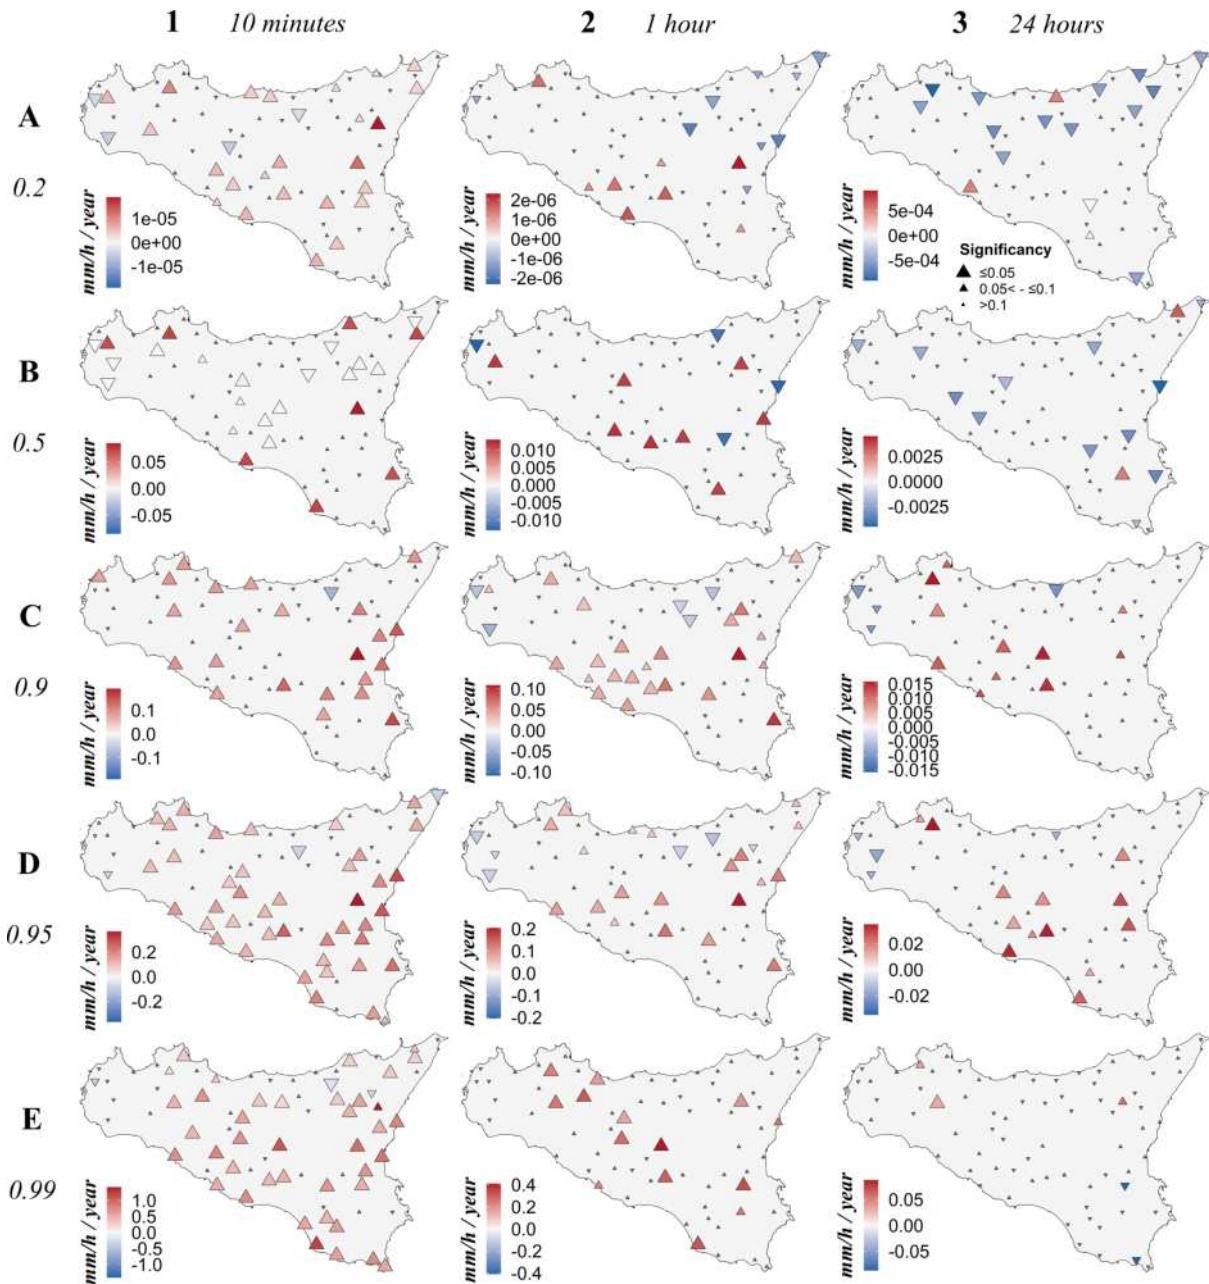 1 10 minutes 2 1 hour 3 24 hours
A
0.2
mm/h / year
1e-05
0e+00
-1e-05
mm/h / year
2e-06
1e-06
0e+00
-1e-06
-2e-06
mm/h / year
5e-04
0e+00
-5e-04
Significancy
≤0.05
0.05< - ≤0.1
>0.1
B
0.5
mm/h / year
0.05
0.00
-0.05
mm/h / year
0.010
0.005
0.000
-0.005
-0.010
mm/h / year
0.0025
0.0000
-0.0025
C
0.9
mm/h / year
0.1
0.0
-0.1
mm/h / year
0.10
0.05
0.00
-0.05
-0.10
mm/h / year
0.015
0.010
0.005
0.000
-0.005
-0.010
-0.015
D
0.95
mm/h / year
0.2
0.0
-0.2
mm/h / year
0.2
0.1
0.0
-0.1
-0.2
mm/h / year
0.02
0.00
-0.02
E
0.99
mm/h / year
1.0
0.5
0.0
-0.5
-1.0
mm/h / year
0.4
0.2
0.0
-0.2
-0.4
mm/h / year
0.05
0.00
-0.05